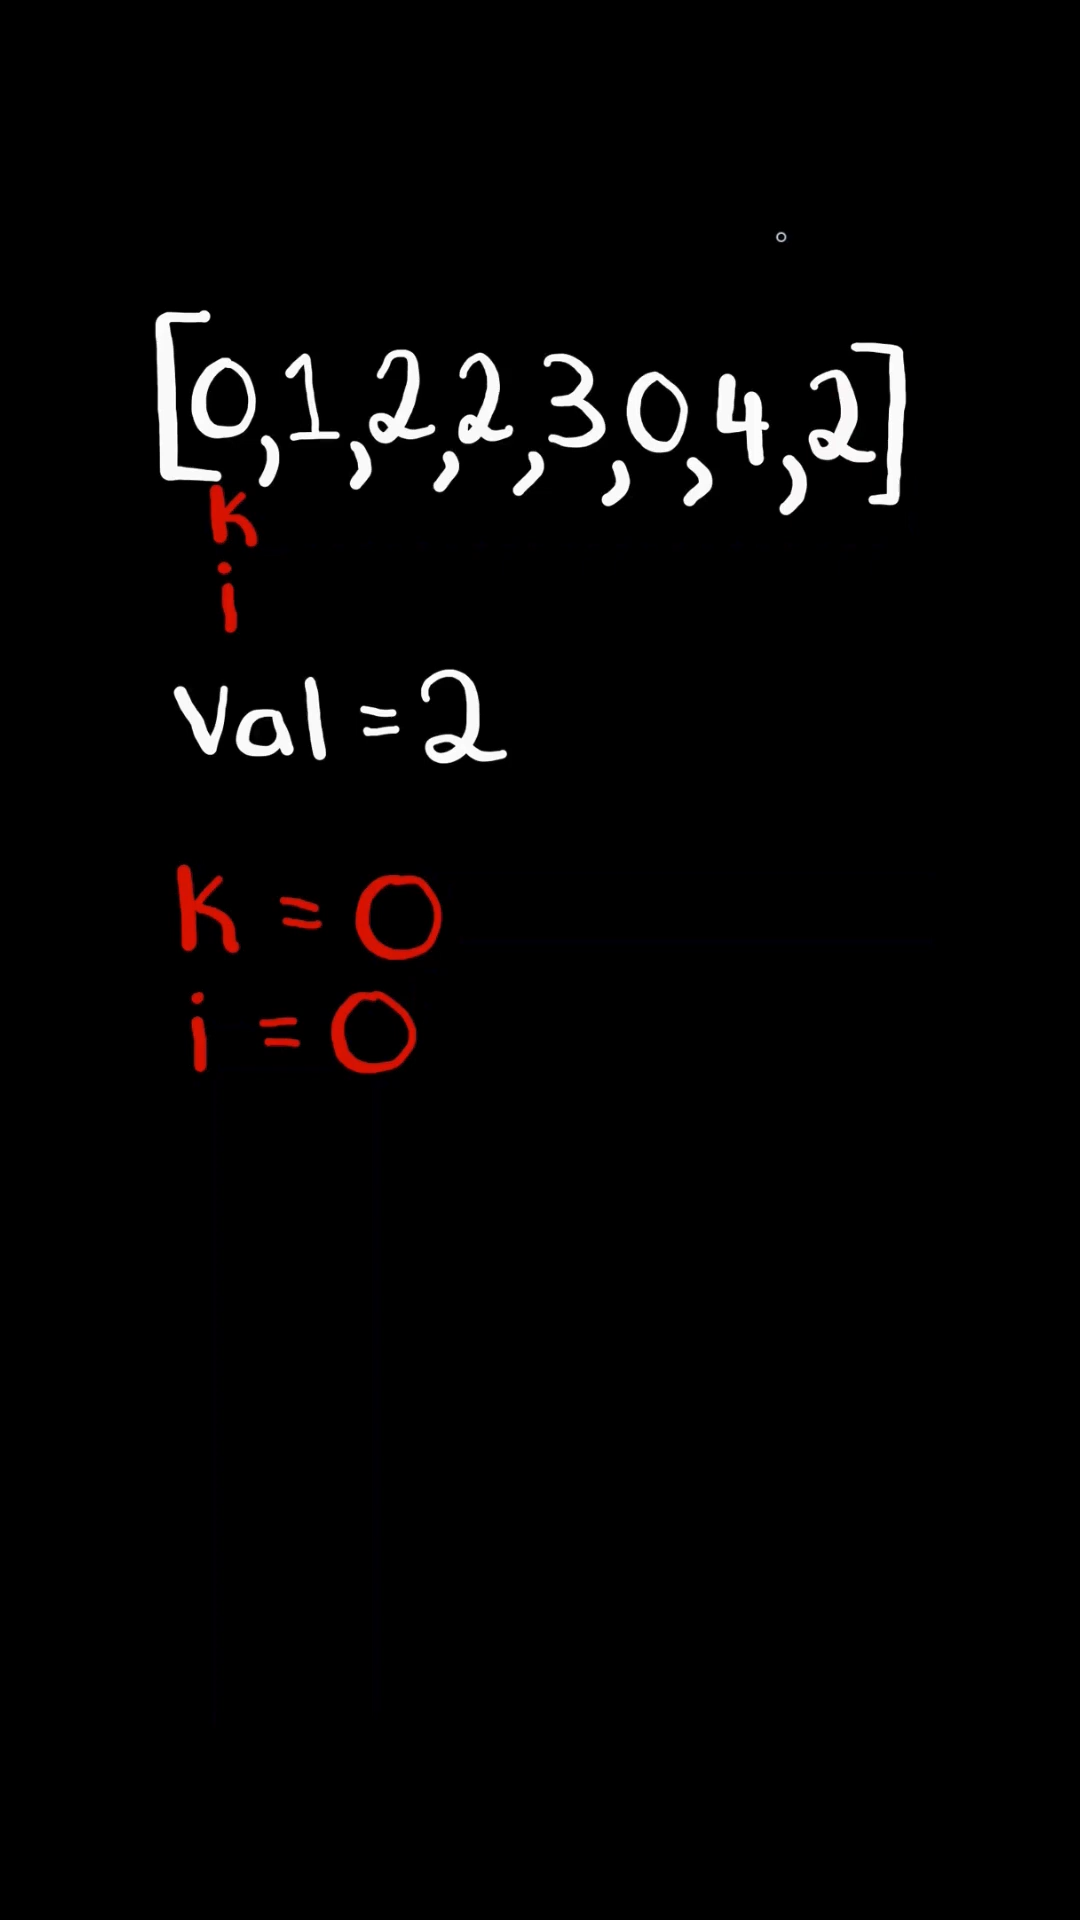 [0,1,2,2,3,0,4,2]
k
i
Val = 2
K = 0
i = 0